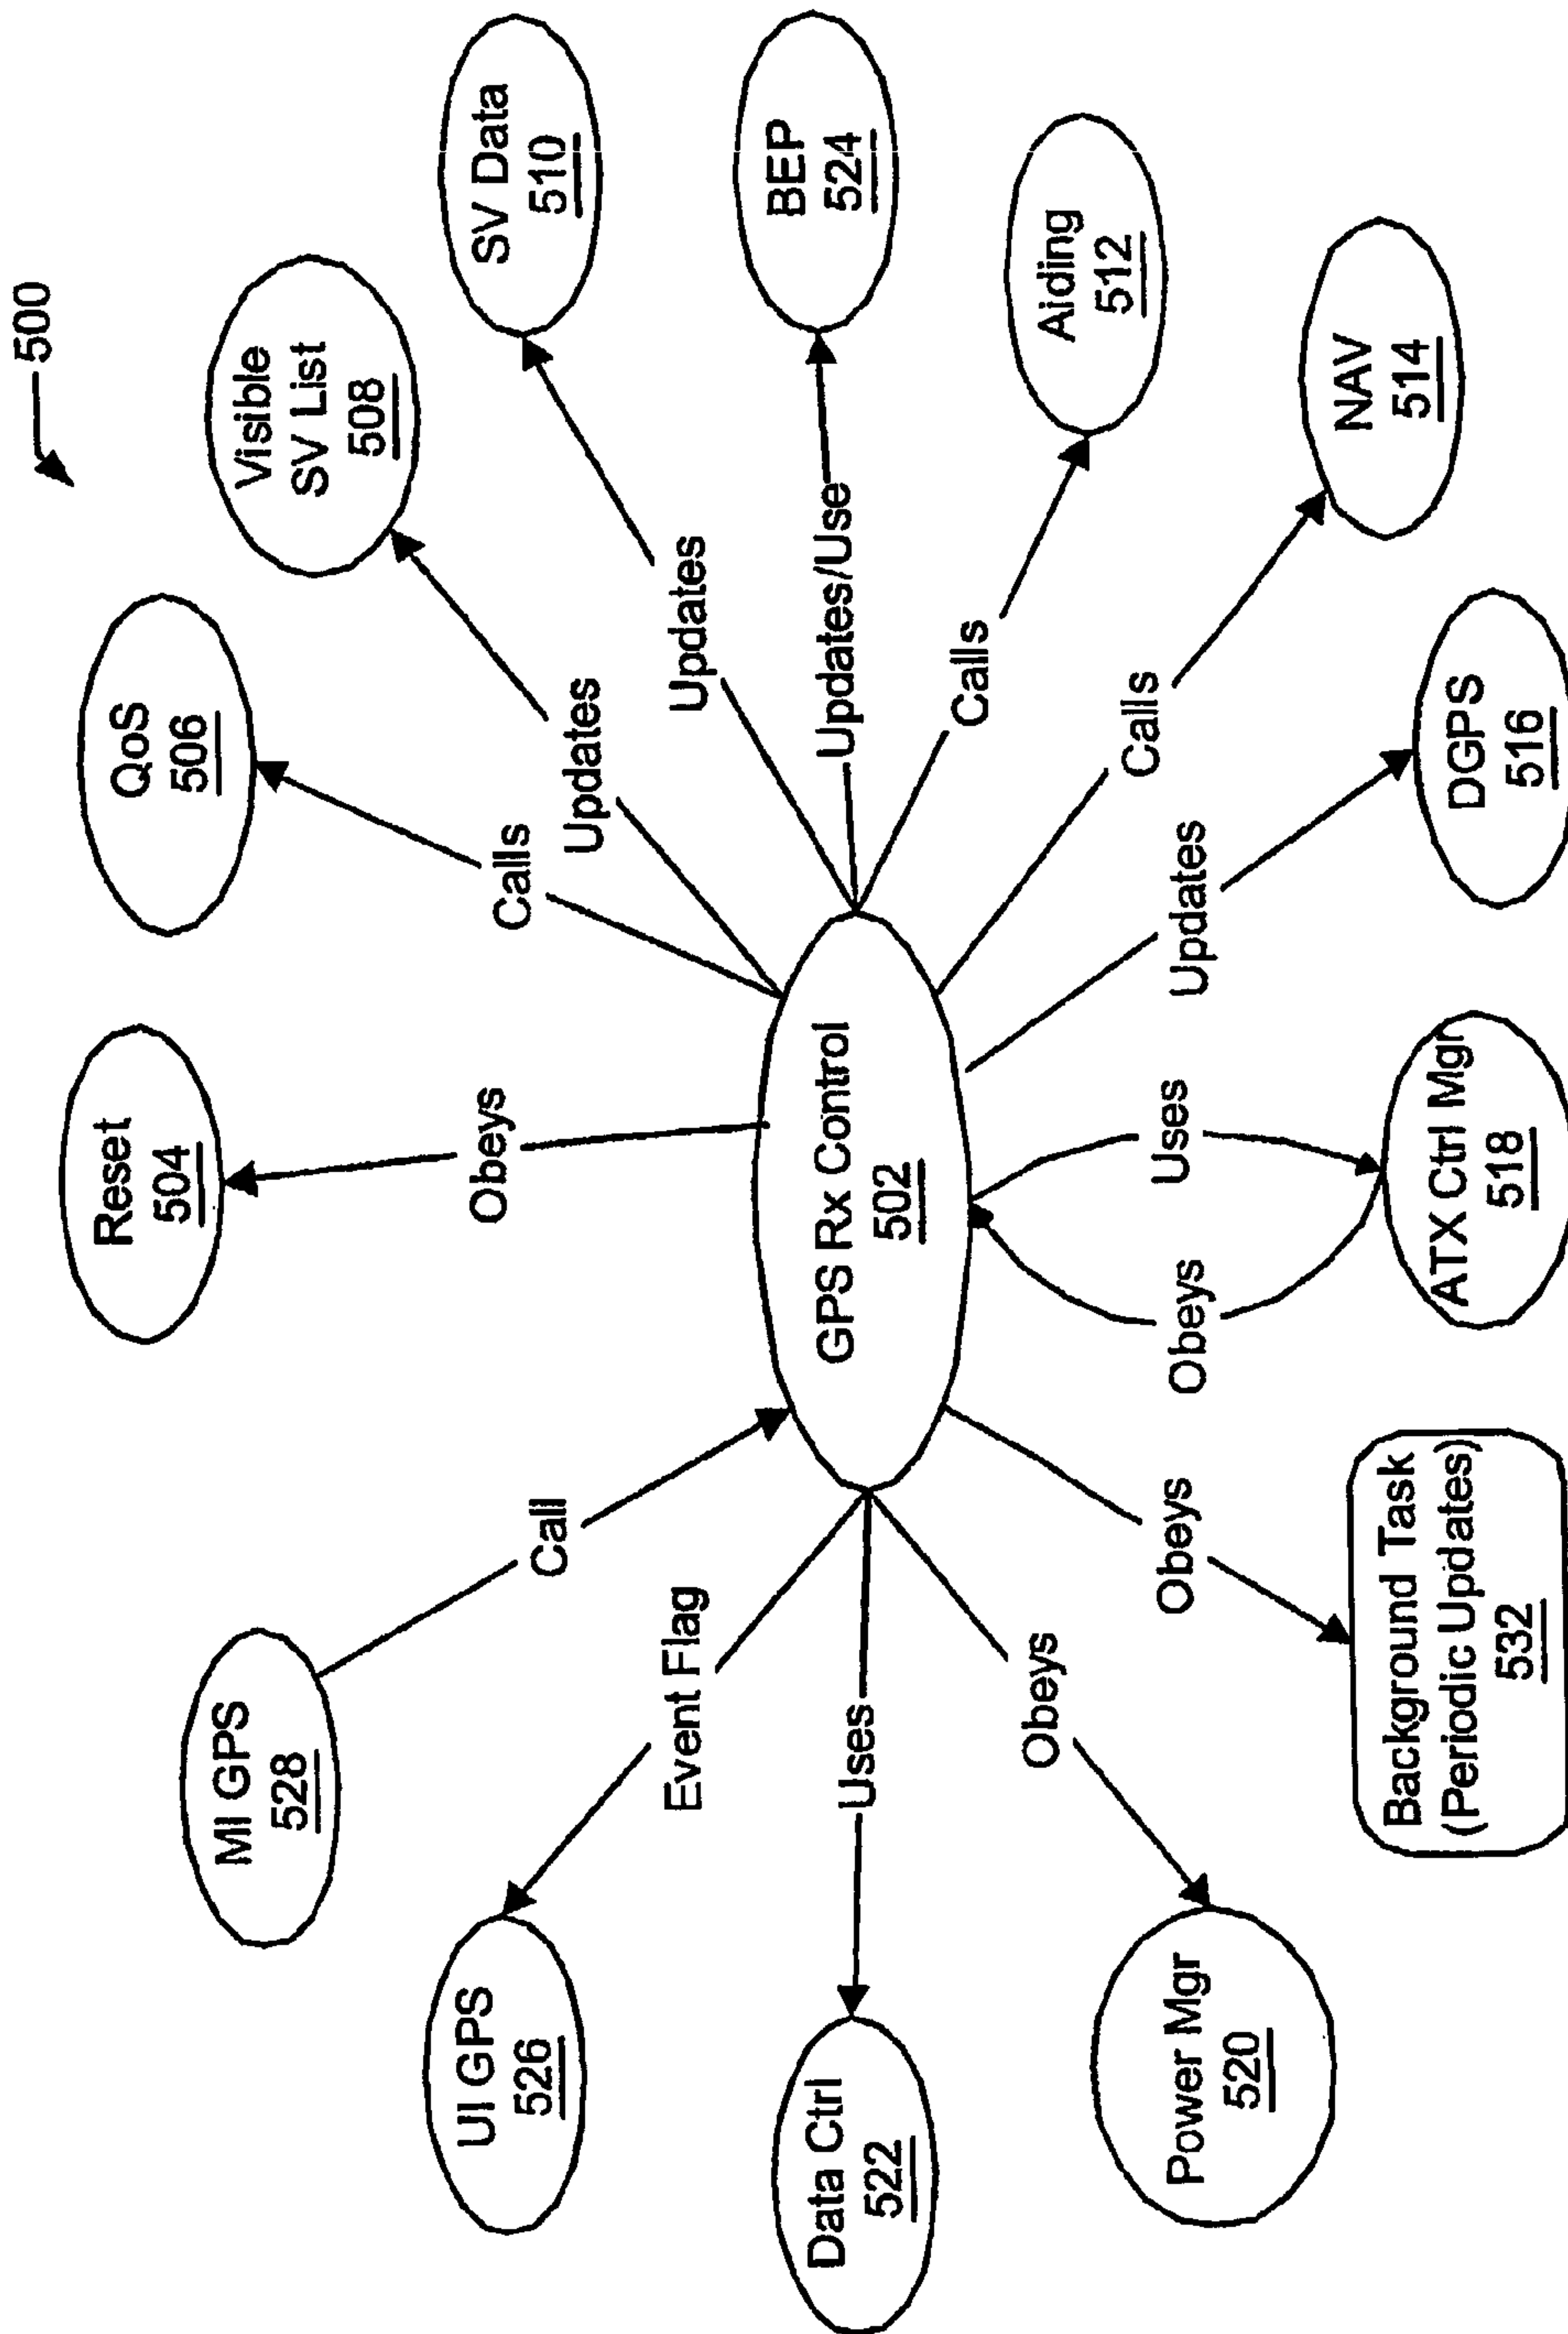 500
Reset
504
QoS
506
Visible
SV List
508
SV Data
510
MI GPS
528
UI GPS
526
Call
Obeys
Calls
Updates
Updates
Event Flag
Data Ctrl
522
Uses
GPS Rx Control
502
Updates/Use
BEP
524
Power Mgr
520
Obeys
Obeys
Obeys
Uses
Updates
Calls
Calls
Aiding
512
Background Task
(Periodic Updates)
532
ATX Ctrl Mgr
518
DGPS
516
NAV
514